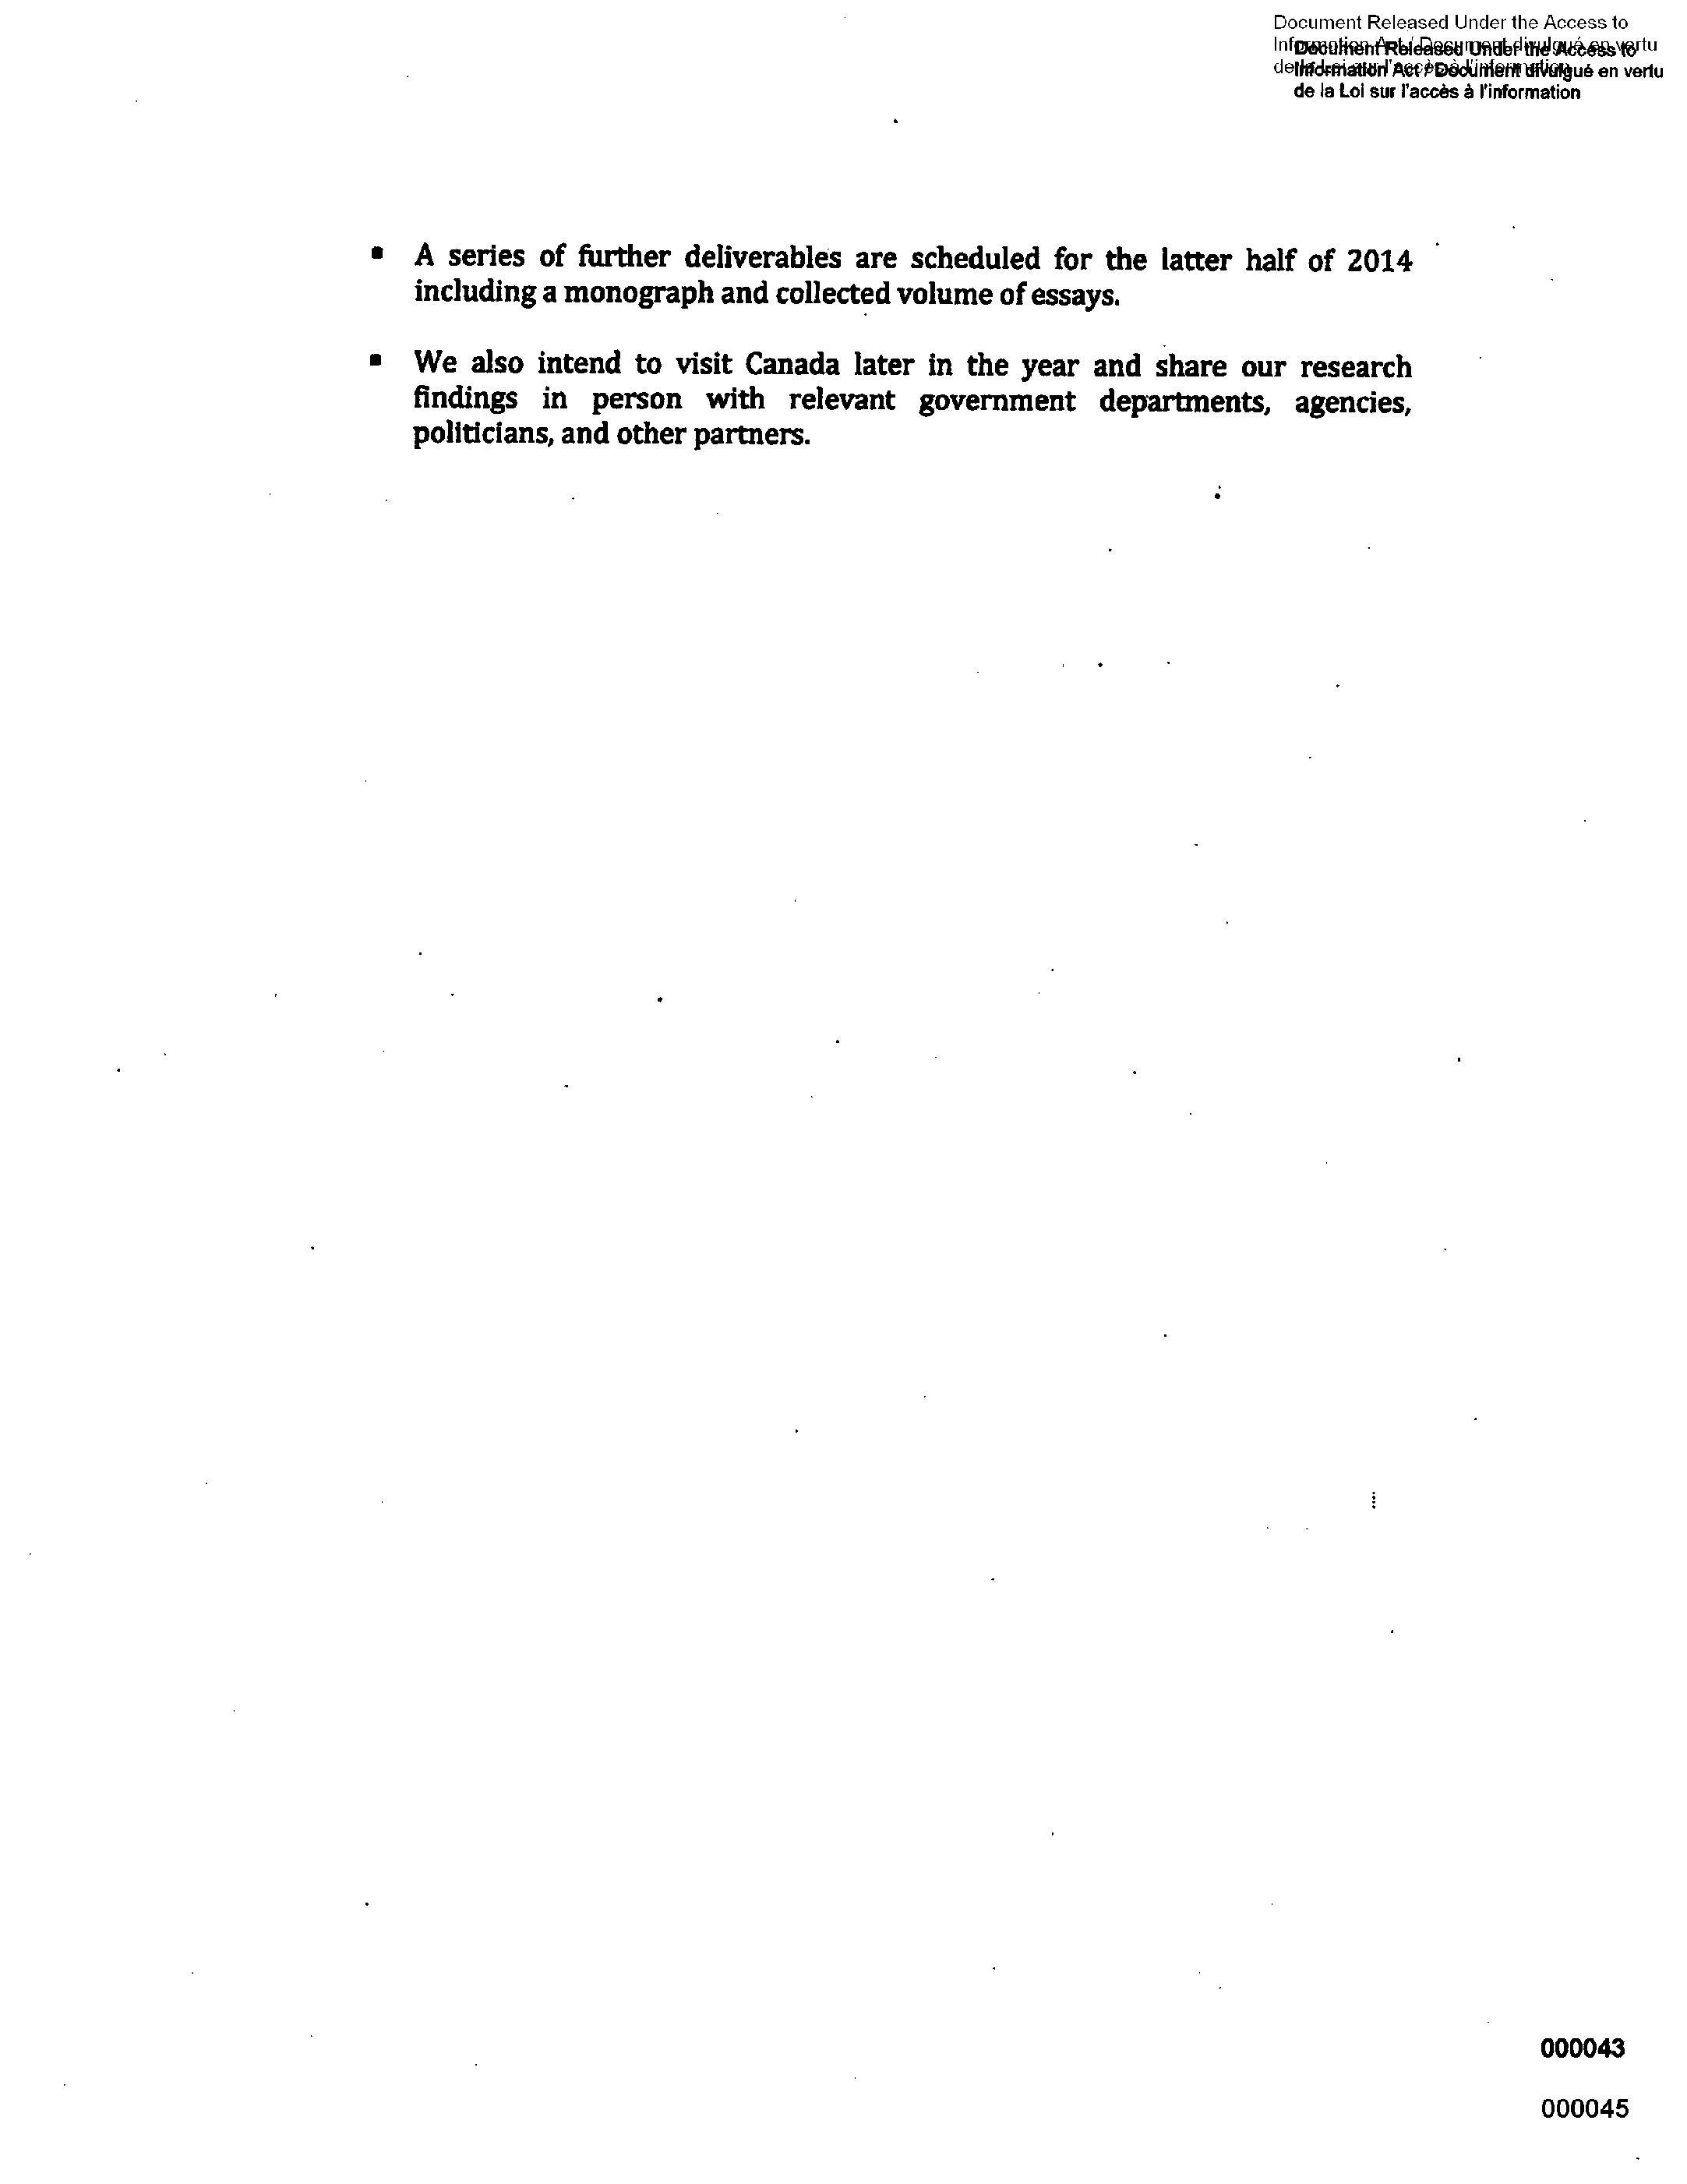 Document Released Under the Access to
Information Act / Document divulgué en vertu
de la Loi sur l'accès à l'information
Document Released Under the Access to
Information Act / Document divulgué en vertu
de la Loi sur l'accès à l'information
▪ A series of further deliverables are scheduled for the latter half of 2014
including a monograph and collected volume of essays.
▪ We also intend to visit Canada later in the year and share our research
findings in person with relevant government departments, agencies,
politicians, and other partners.
000043
000045